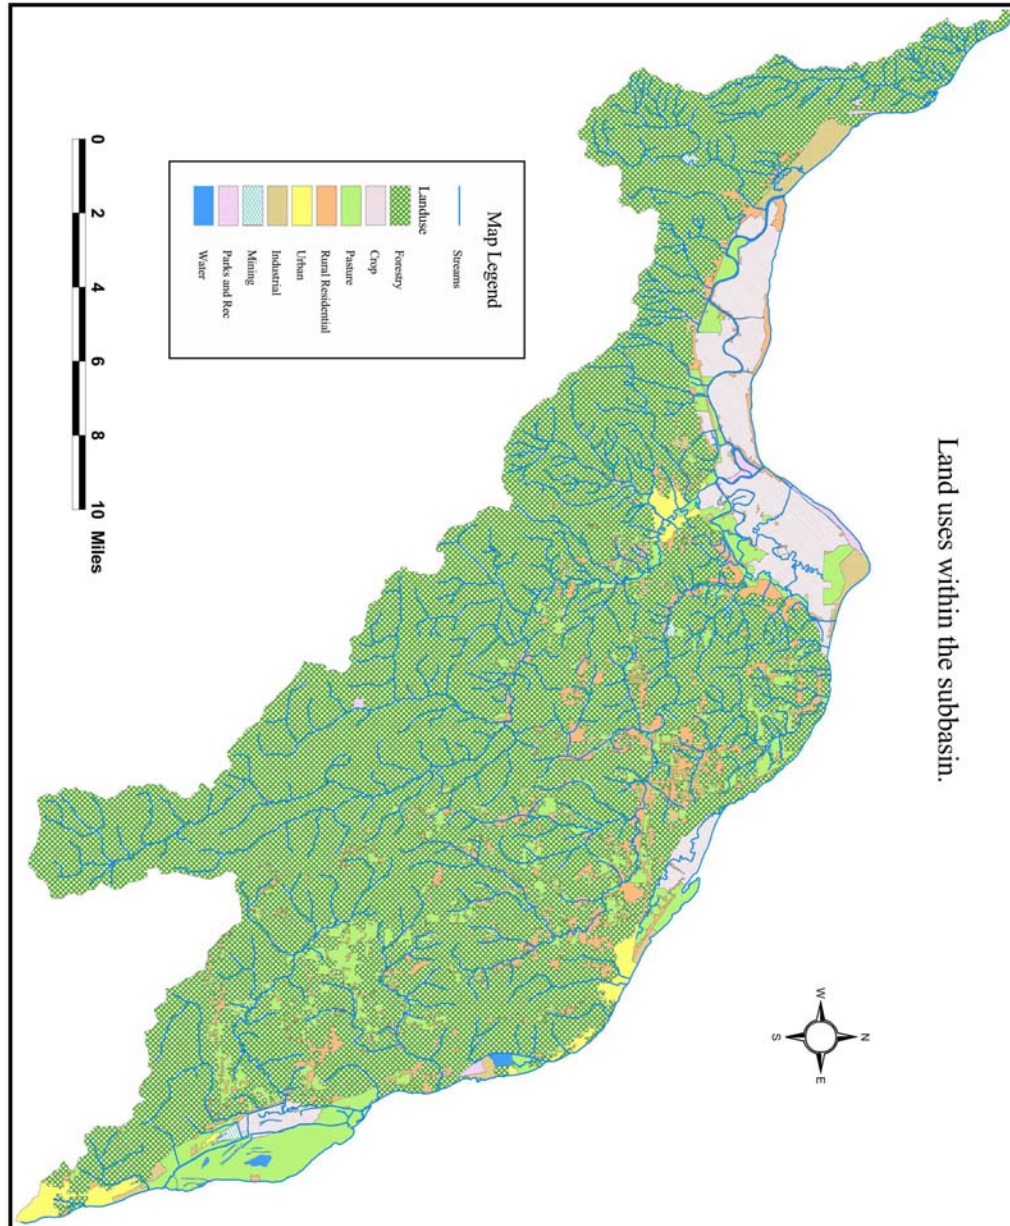 Land uses within the subbasin.
N
W
E
S
Map Legend
Streams
Landuse
Forestry
Crop
Pasture
Rural Residential
Urban
Industrial
Mining
Parks and Rec
Water
0 2 4 6 8 10 Miles